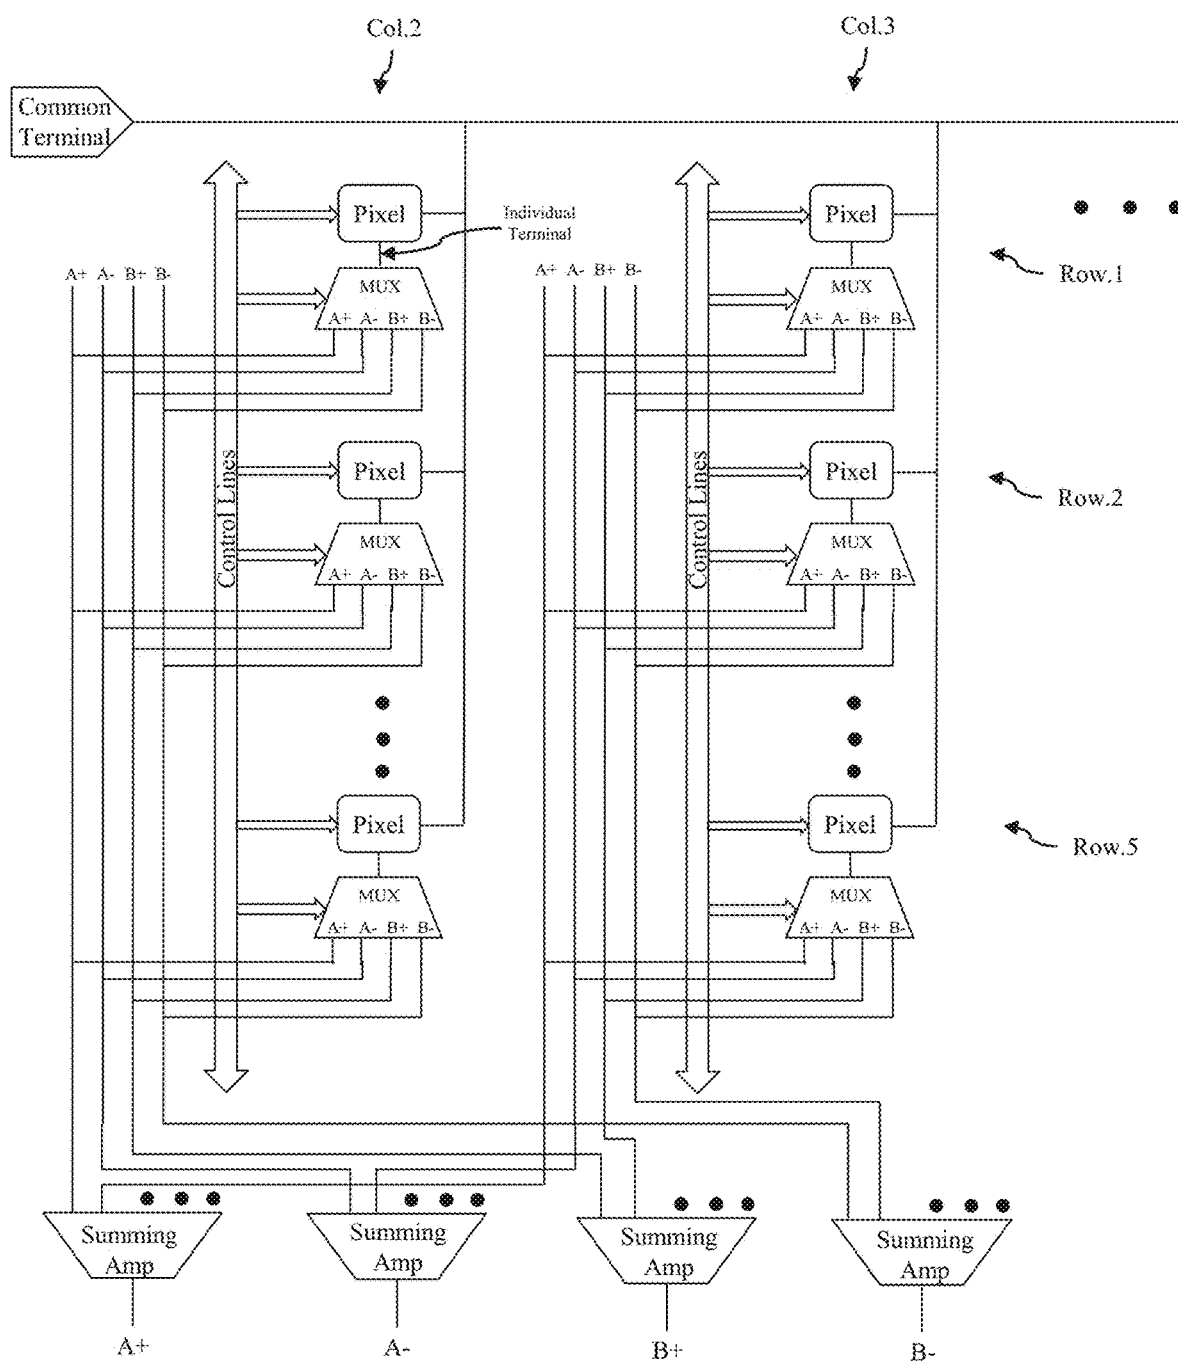 Col.2
Col.3
Common
Terminal
Pixel
Individual
Terminal
Pixel
Row.1
A+ A- B+ B-
MUX
A+ A- B+ B-
A+ A- B+ B-
MUX
A+ A- B+ B-
Control Lines
Pixel
MUX
A+ A- B+ B-
Control Lines
Pixel
MUX
A+ A- B+ B-
Row.2
Pixel
MUX
A+ A- B+ B-
Pixel
MUX
A+ A- B+ B-
Row.5
Summing
Amp
Summing
Amp
Summing
Amp
Summing
Amp
A+
A-
B+
B-